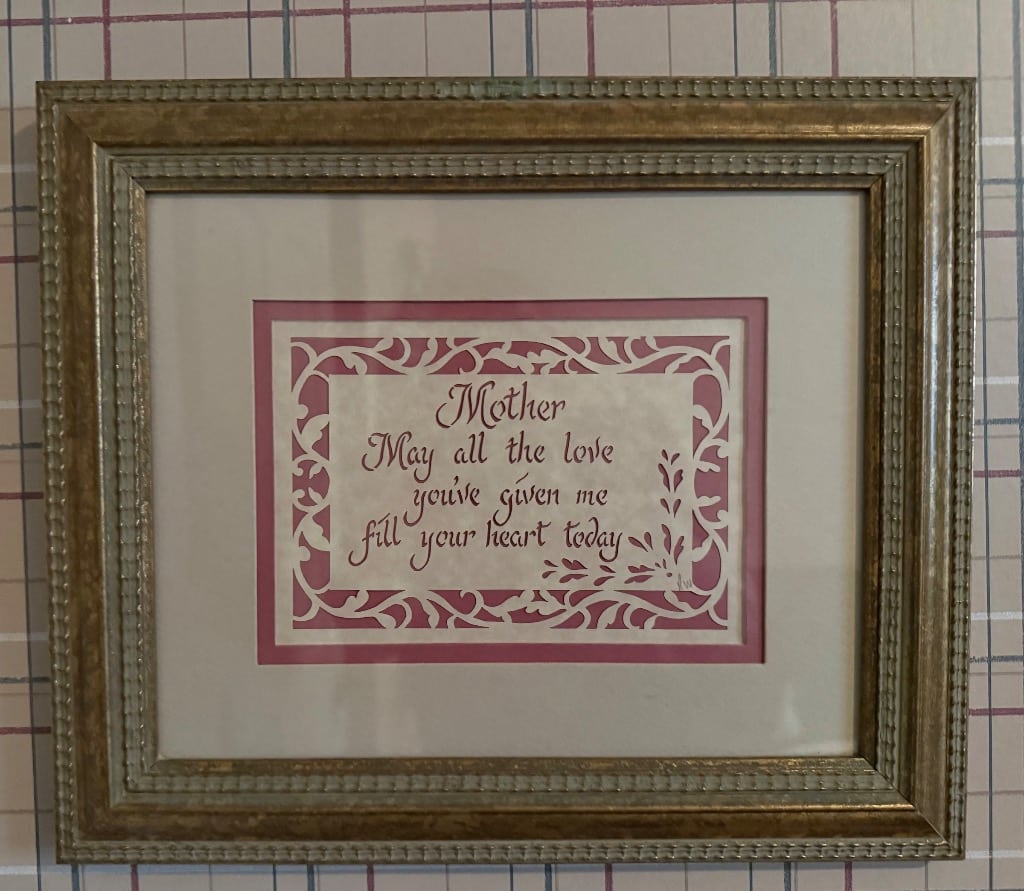 Mother
May all the love
you've given me
fill your heart today